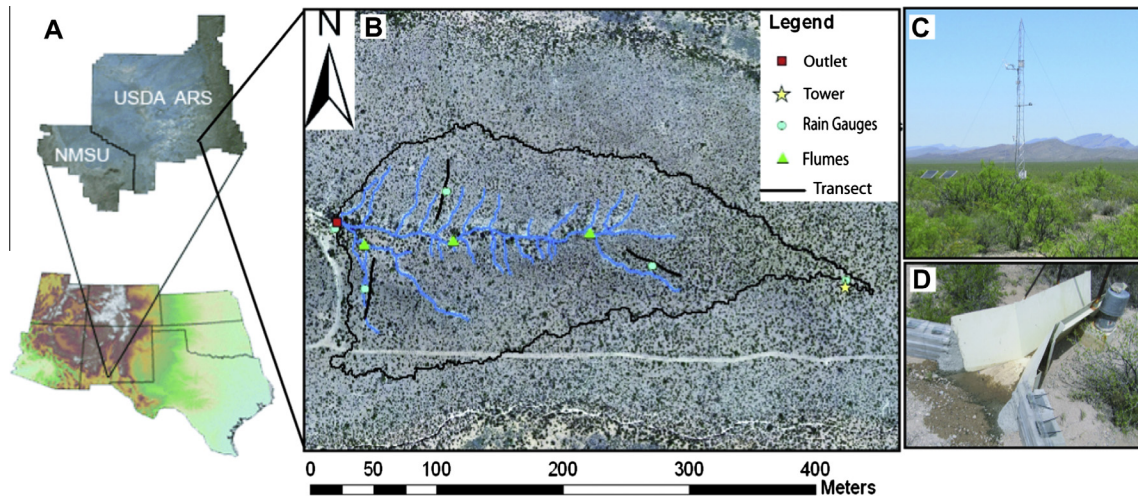 A
USDA ARS
NMSU
B
N
Legend
Outlet
Tower
Rain Gauges
Flumes
Transect
C
D
0 50 100 200 300 400
Meters